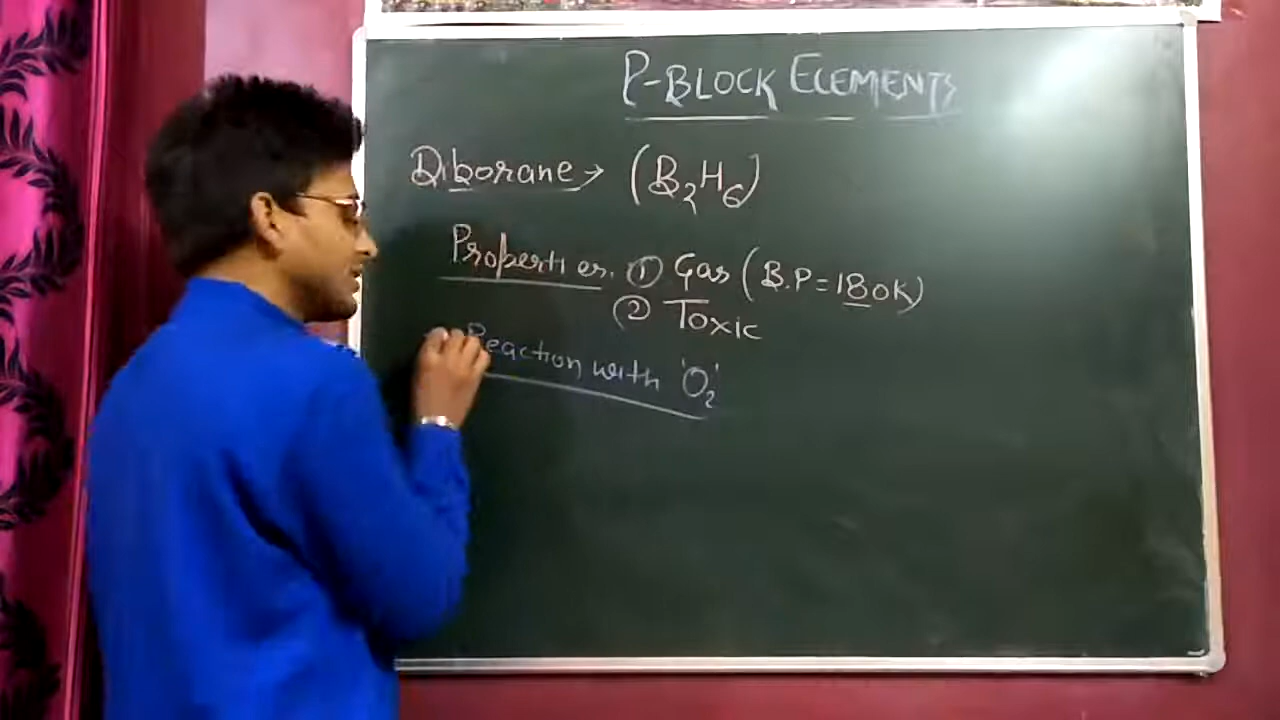 P-BLOCK ELEMENTS
Diborane → (B₂H₆)
Properties. ① Gas (B.P = 180K)
② Toxic
Reaction with 'O₂'